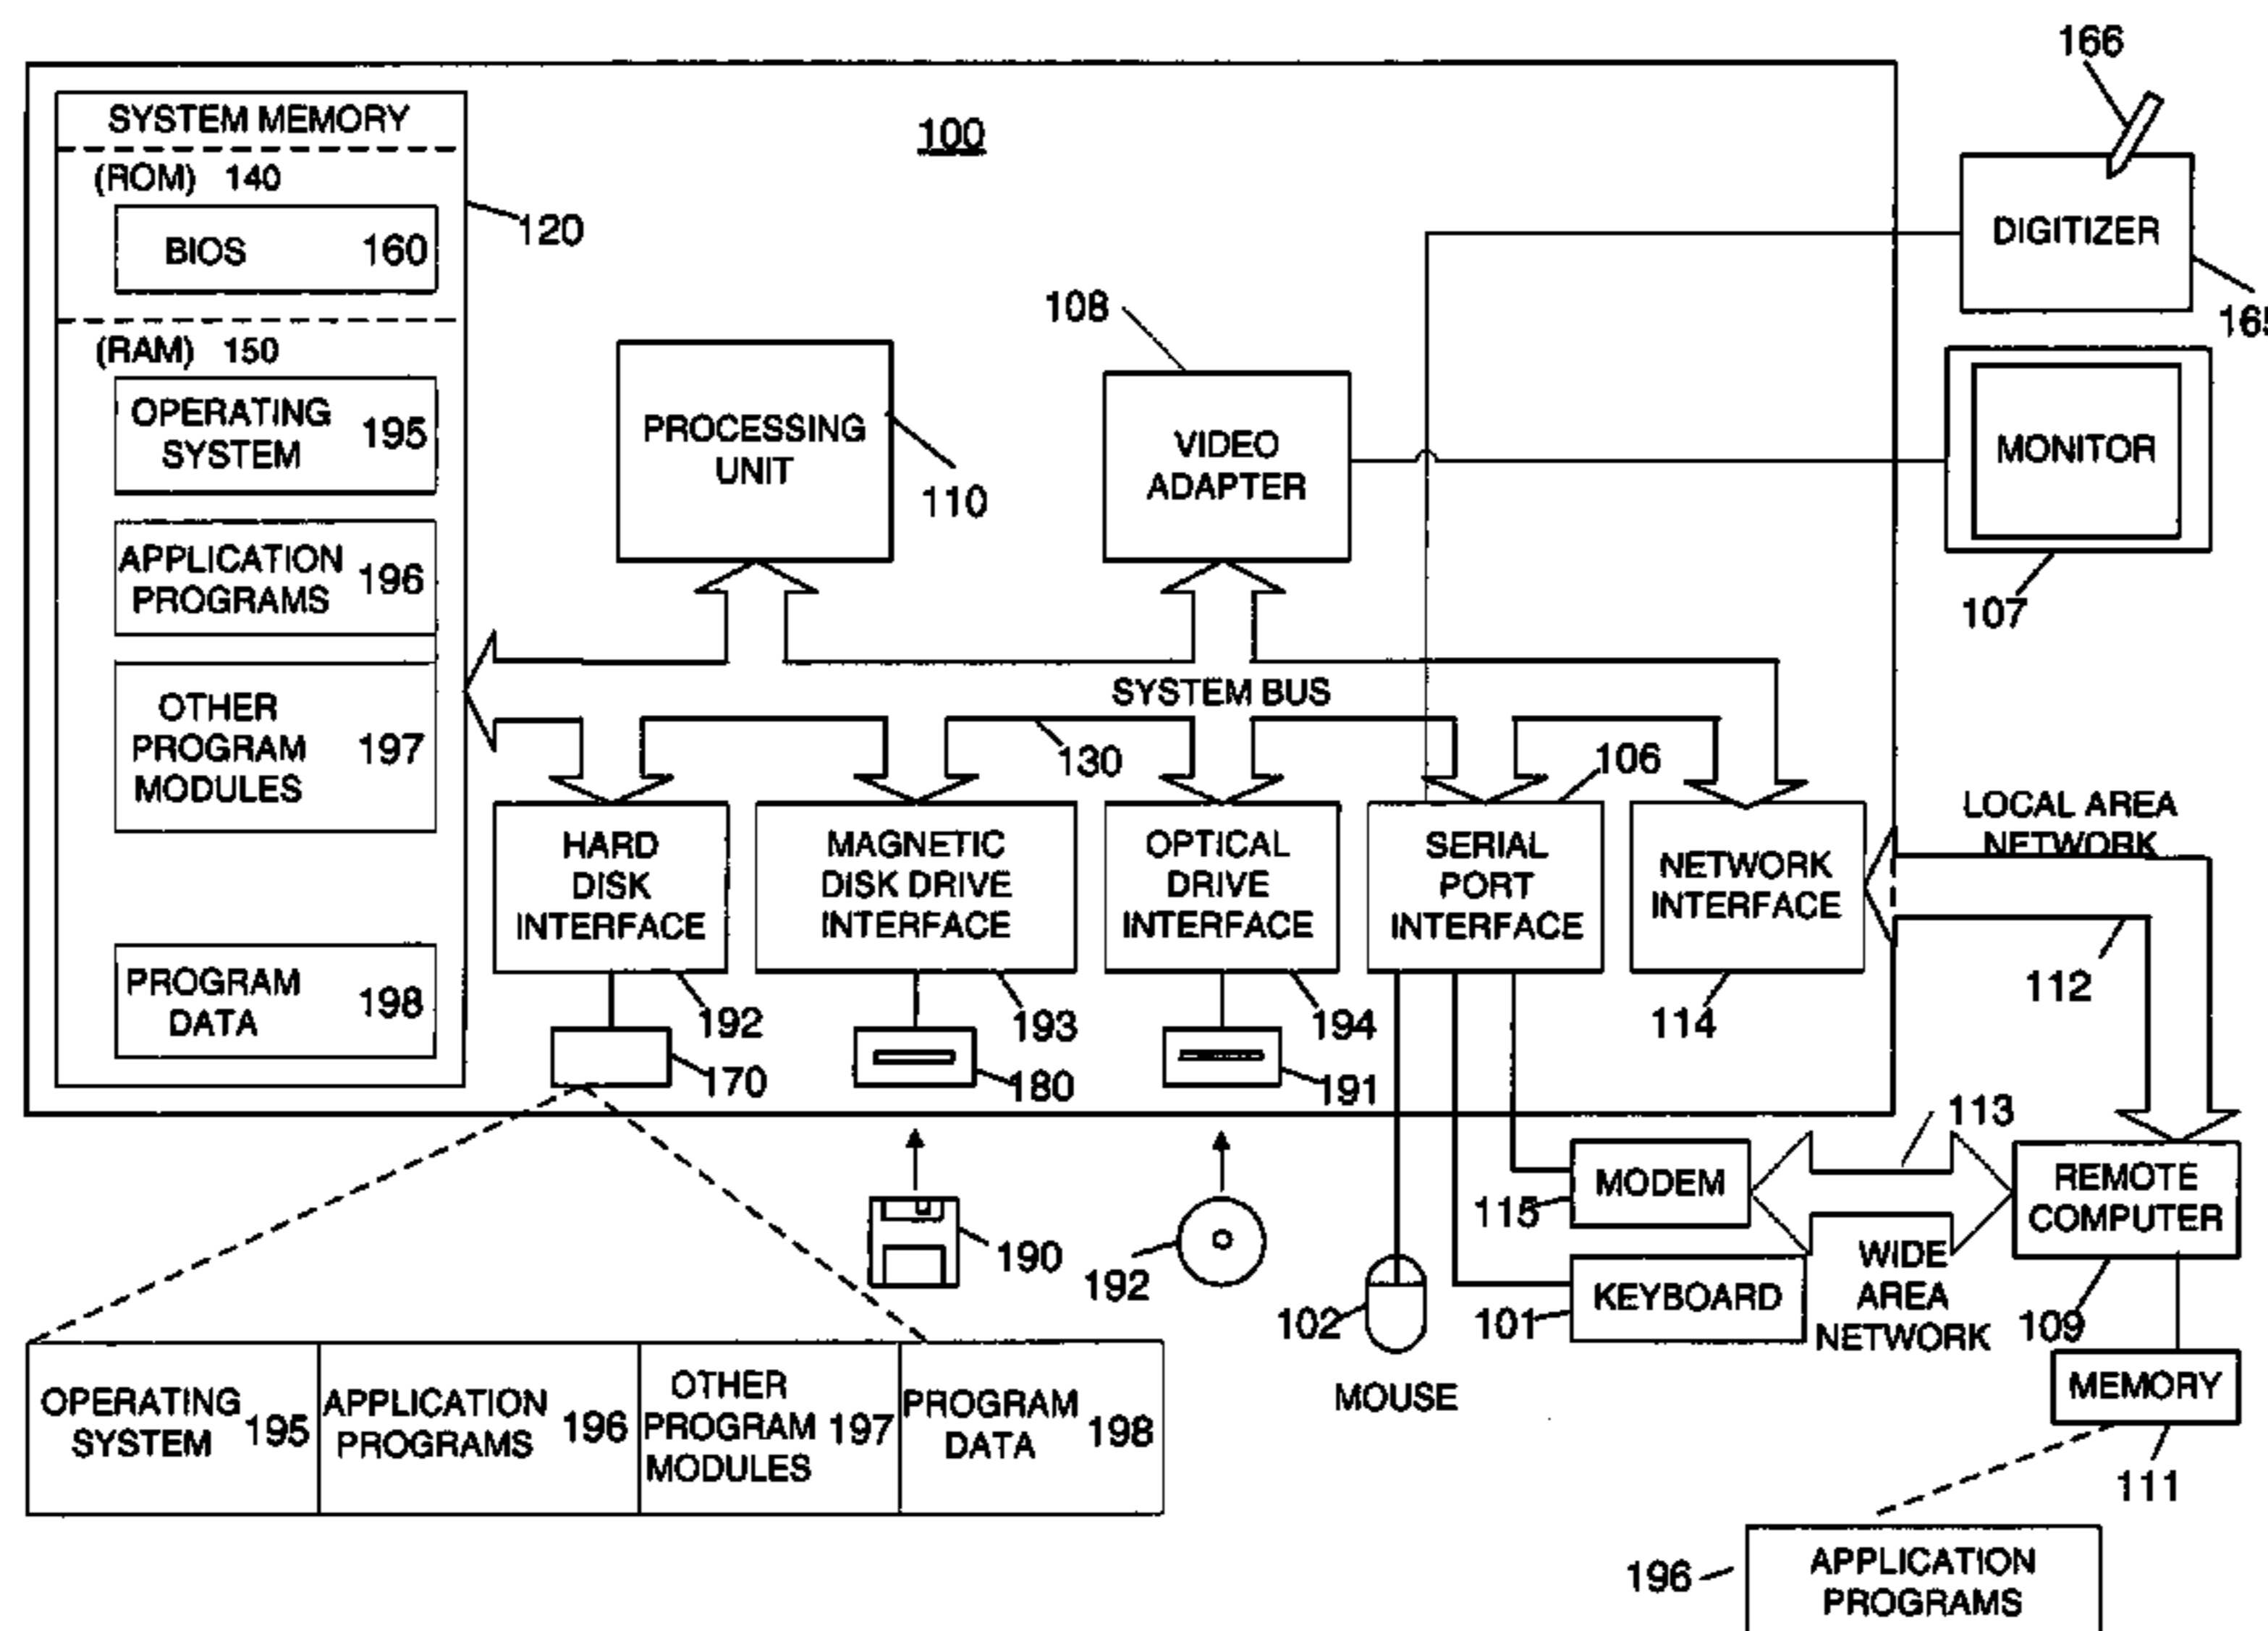 166
SYSTEM MEMORY
100
(ROM) 140
120
BIOS 160
DIGITIZER
165
108
(RAM) 150
OPERATING
SYSTEM
195
PROCESSING
UNIT
110
VIDEO
ADAPTER
MONITOR
107
APPLICATION
PROGRAMS
196
SYSTEM BUS
130
106
OTHER
PROGRAM
MODULES
197
LOCAL AREA
NETWORK
HARD
DISK
INTERFACE
MAGNETIC
DISK DRIVE
INTERFACE
OPTICAL
DRIVE
INTERFACE
SERIAL
PORT
INTERFACE
NETWORK
INTERFACE
112
PROGRAM
DATA
198
192
193
194
114
170
180
191
113
MODEM
115
REMOTE
COMPUTER
109
190
192
102
KEYBOARD
101
WIDE
AREA
NETWORK
MOUSE
MEMORY
111
OPERATING
SYSTEM
195
APPLICATION
PROGRAMS
196
OTHER
PROGRAM
MODULES
197
PROGRAM
DATA
198
196
APPLICATION
PROGRAMS